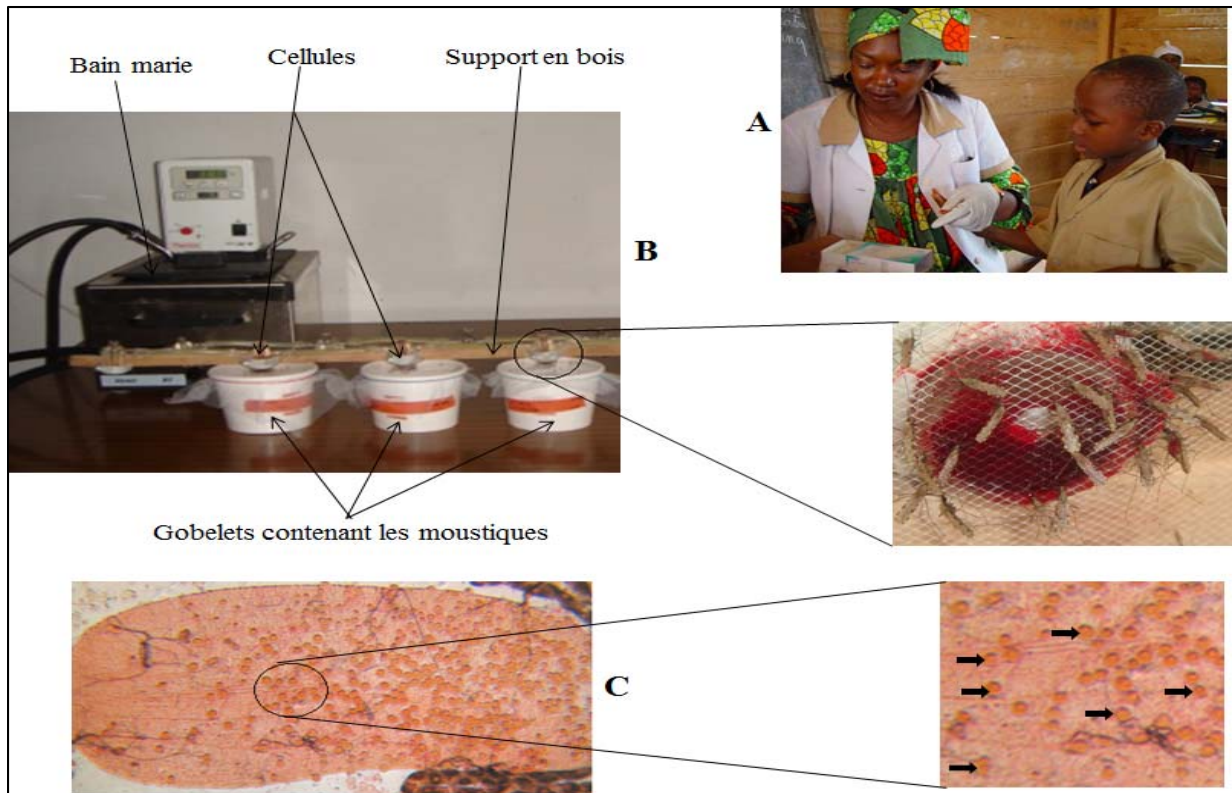 Bain marie
Cellules
Support en bois
A
B
Gobelets contenant les moustiques
C